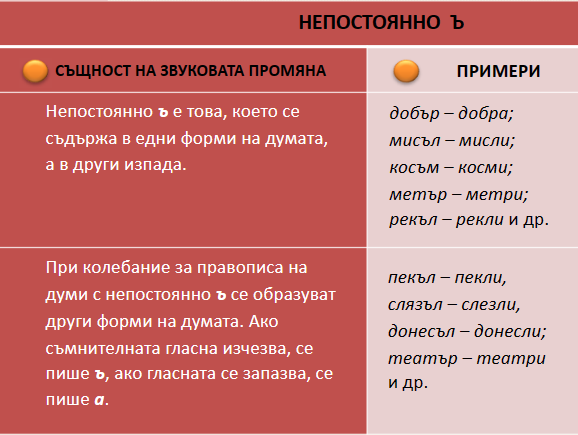 НЕПОСТОЯННО Ъ
СЪЩНОСТ НА ЗВУКОВАТА ПРОМЯНА
ПРИМЕРИ
Непостоянно ъ е това, което се
съдържа в едни форми на думата,
а в други изпада.
добър – добра;
мисъл – мисли;
косъм – косми;
метър – метри;
рекъл – рекли и др.
При колебание за правописа на
думи с непостоянно ъ се образуват
други форми на думата. Ако
съмнителната гласна изчезва, се
пише ъ, ако гласната се запазва, се
пише а.
пекъл – пекли,
слязъл – слезли,
донесъл – донесли;
театър – театри
и др.